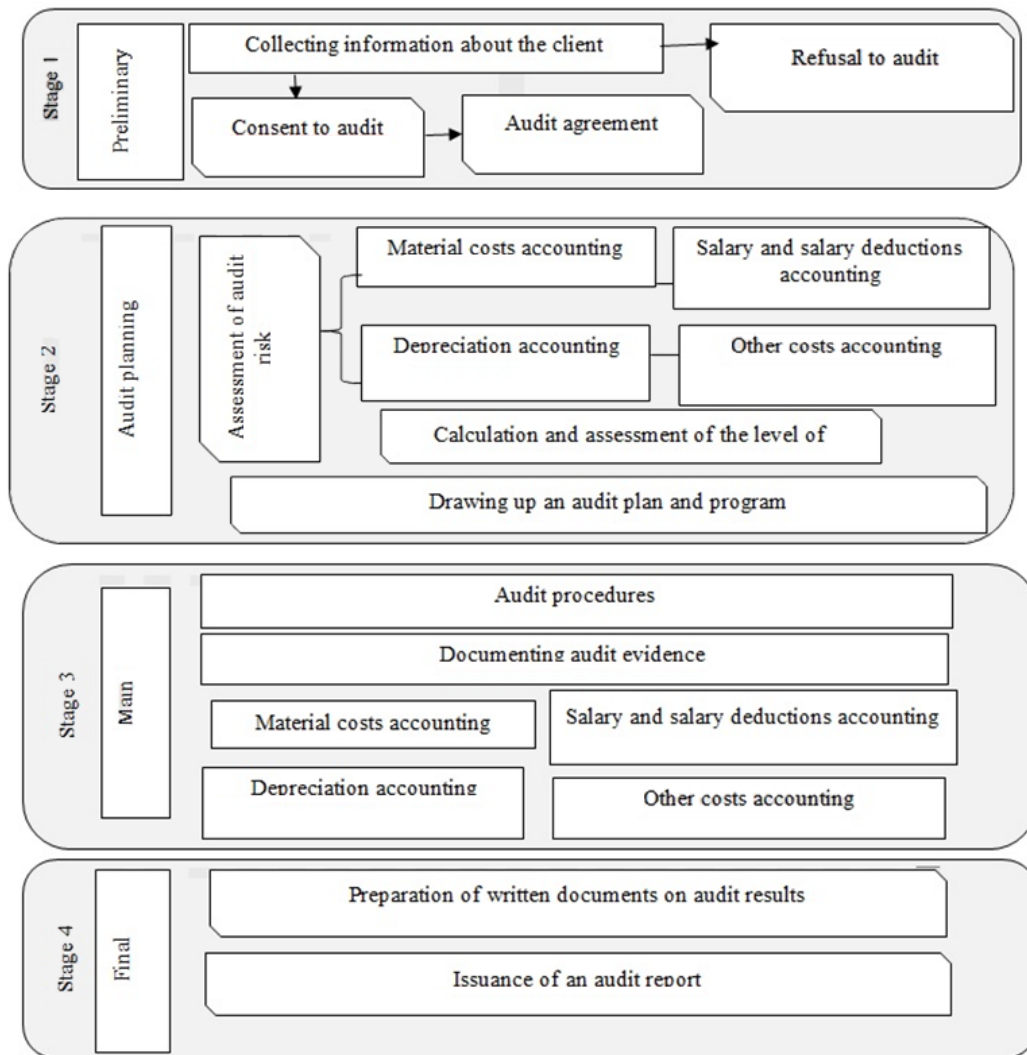 Stage 1
Preliminary
Collecting information about the client
Refusal to audit
Consent to audit
Audit agreement
Stage 2
Audit planning
Assessment of audit
risk
Material costs accounting
Salary and salary deductions
accounting
Depreciation accounting
Other costs accounting
Calculation and assessment of the level of
Drawing up an audit plan and program
Stage 3
Main
Audit procedures
Documenting audit evidence
Material costs accounting
Salary and salary deductions accounting
Depreciation accounting
Other costs accounting
Stage 4
Final
Preparation of written documents on audit results
Issuance of an audit report